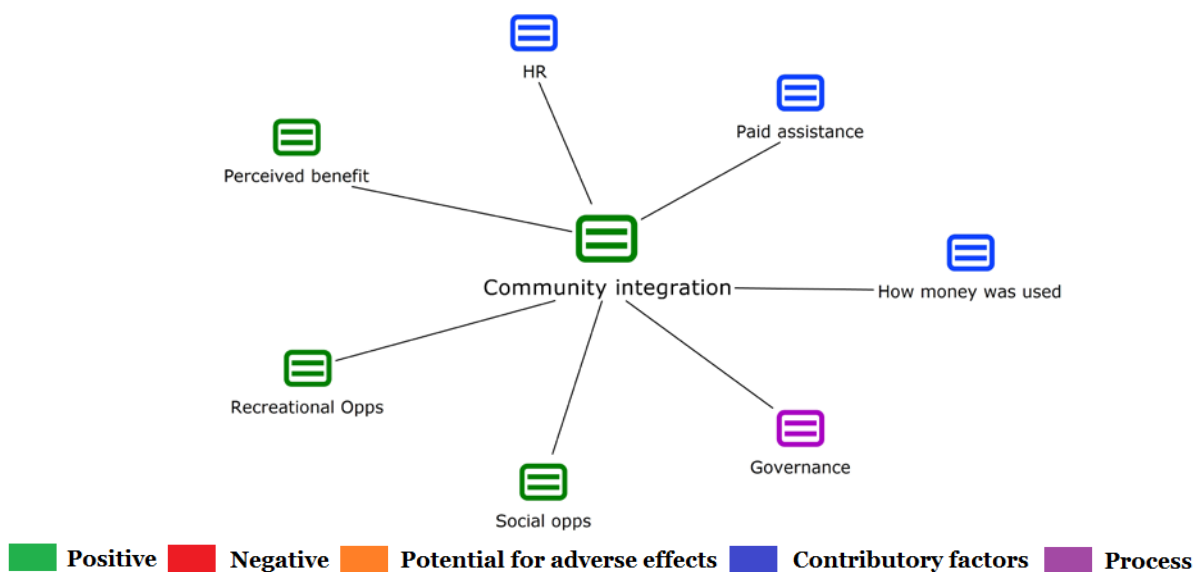 HR
Paid assistance
Perceived benefit
Community integration
How money was used
Recreational Opps
Governance
Social opps
Positive Negative Potential for adverse effects Contributory factors Process